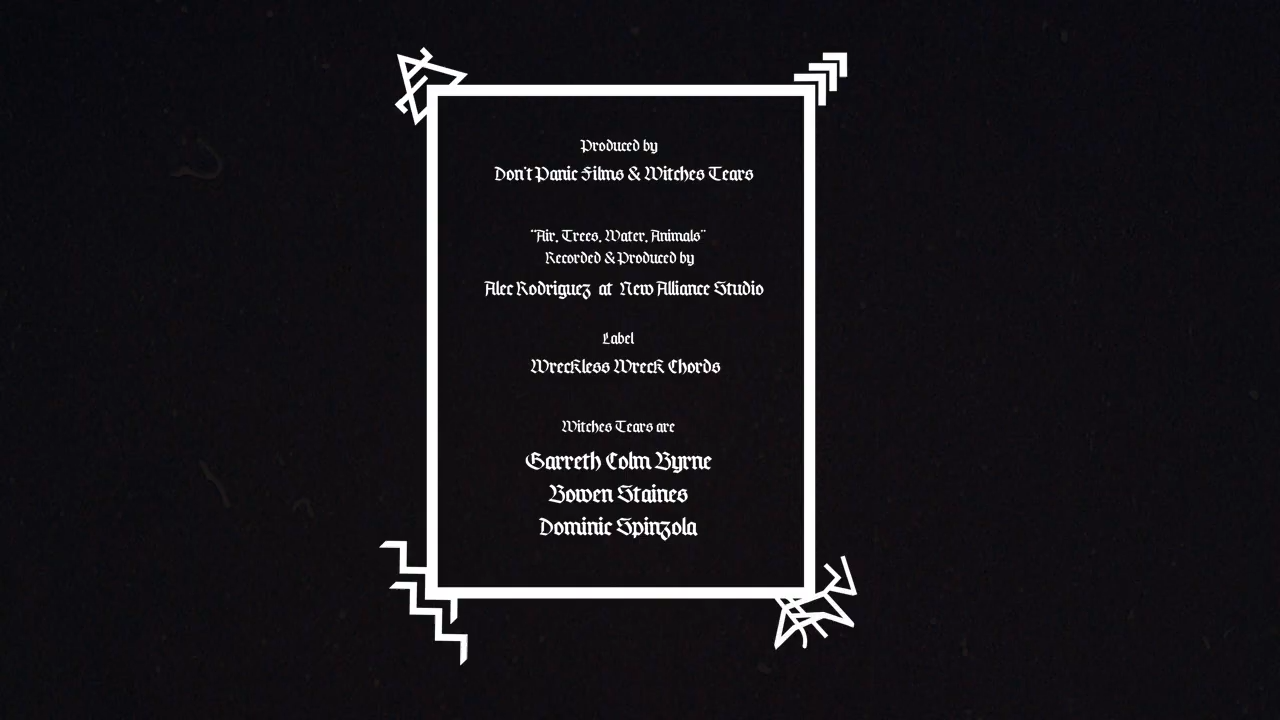 Produced by
Don't Panic Films & Witches Tears
"Air, Trees, Water, Animals"
Recorded & Produced by
Alec Rodriguez at New Alliance Studio
Label
Wreckless Wreck Chords
Witches Tears are
Garreth Colm Byrne
Bowen Staines
Dominic Spinzola